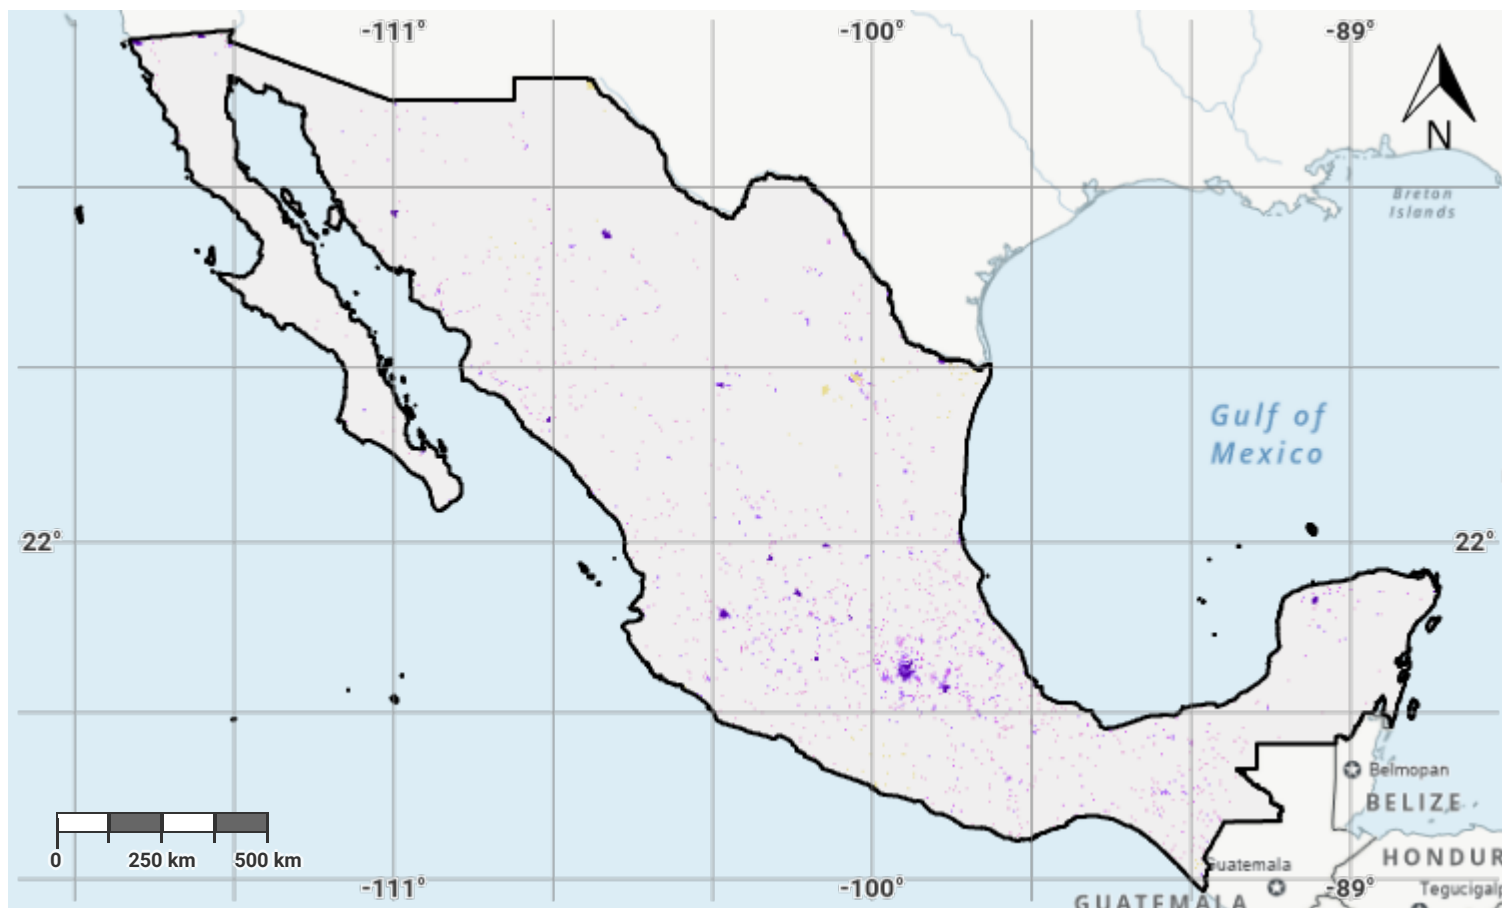 -111°
-100°
-89°
N
Breton
Islands
Gulf of
Mexico
22°
22°
Belmopan
BELIZE
0
250 km
500 km
Guatemala
HONDUR
-111°
-100°
-89°
Tegucigalp
GUATEMALA